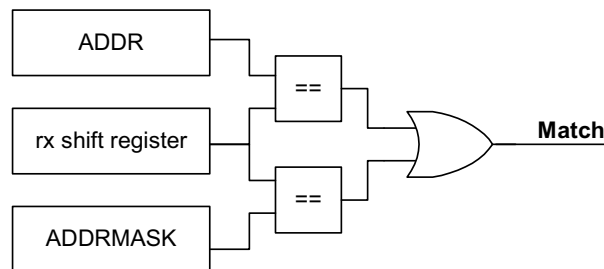 ADDR
==
rx shift register
Match
==
ADDRMASK